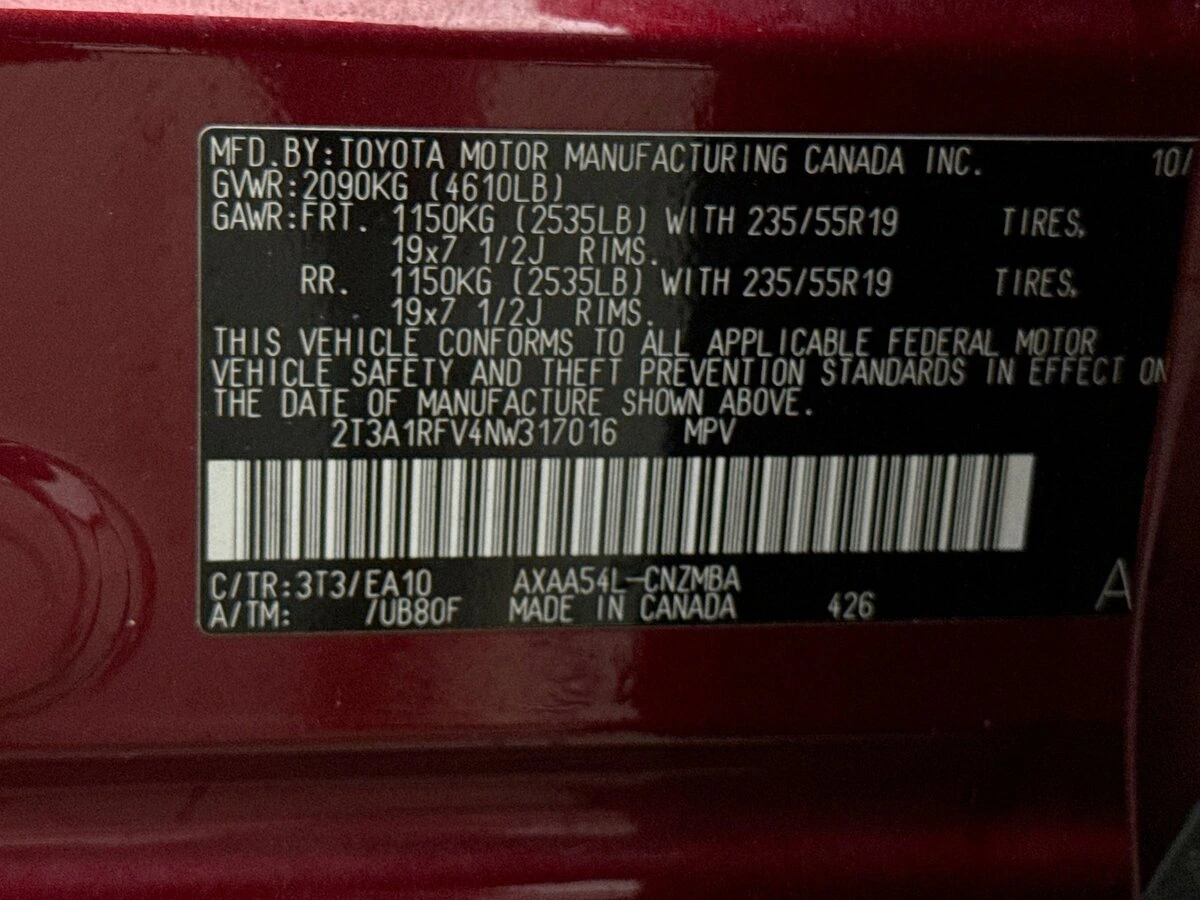 MFD.BY:TOYOTA MOTOR MANUFACTURING CANADA INC. 10/
GVWR:2090KG (4610LB)
GAWR:FRT. 1150KG (2535LB) WITH 235/55R19 TIRES,
19x7 1/2J RIMS.
RR. 1150KG (2535LB) WITH 235/55R19 TIRES,
19x7 1/2J RIMS.
THIS VEHICLE CONFORMS TO ALL APPLICABLE FEDERAL MOTOR
VEHICLE SAFETY AND THEFT PREVENTION STANDARDS IN EFFECT ON
THE DATE OF MANUFACTURE SHOWN ABOVE.
2T3A1RFV4NW317016 MPV
C/TR:3T3/EA10 AXAA54L-CNZMBA
A/TM: /UB80F MADE IN CANADA 426 A